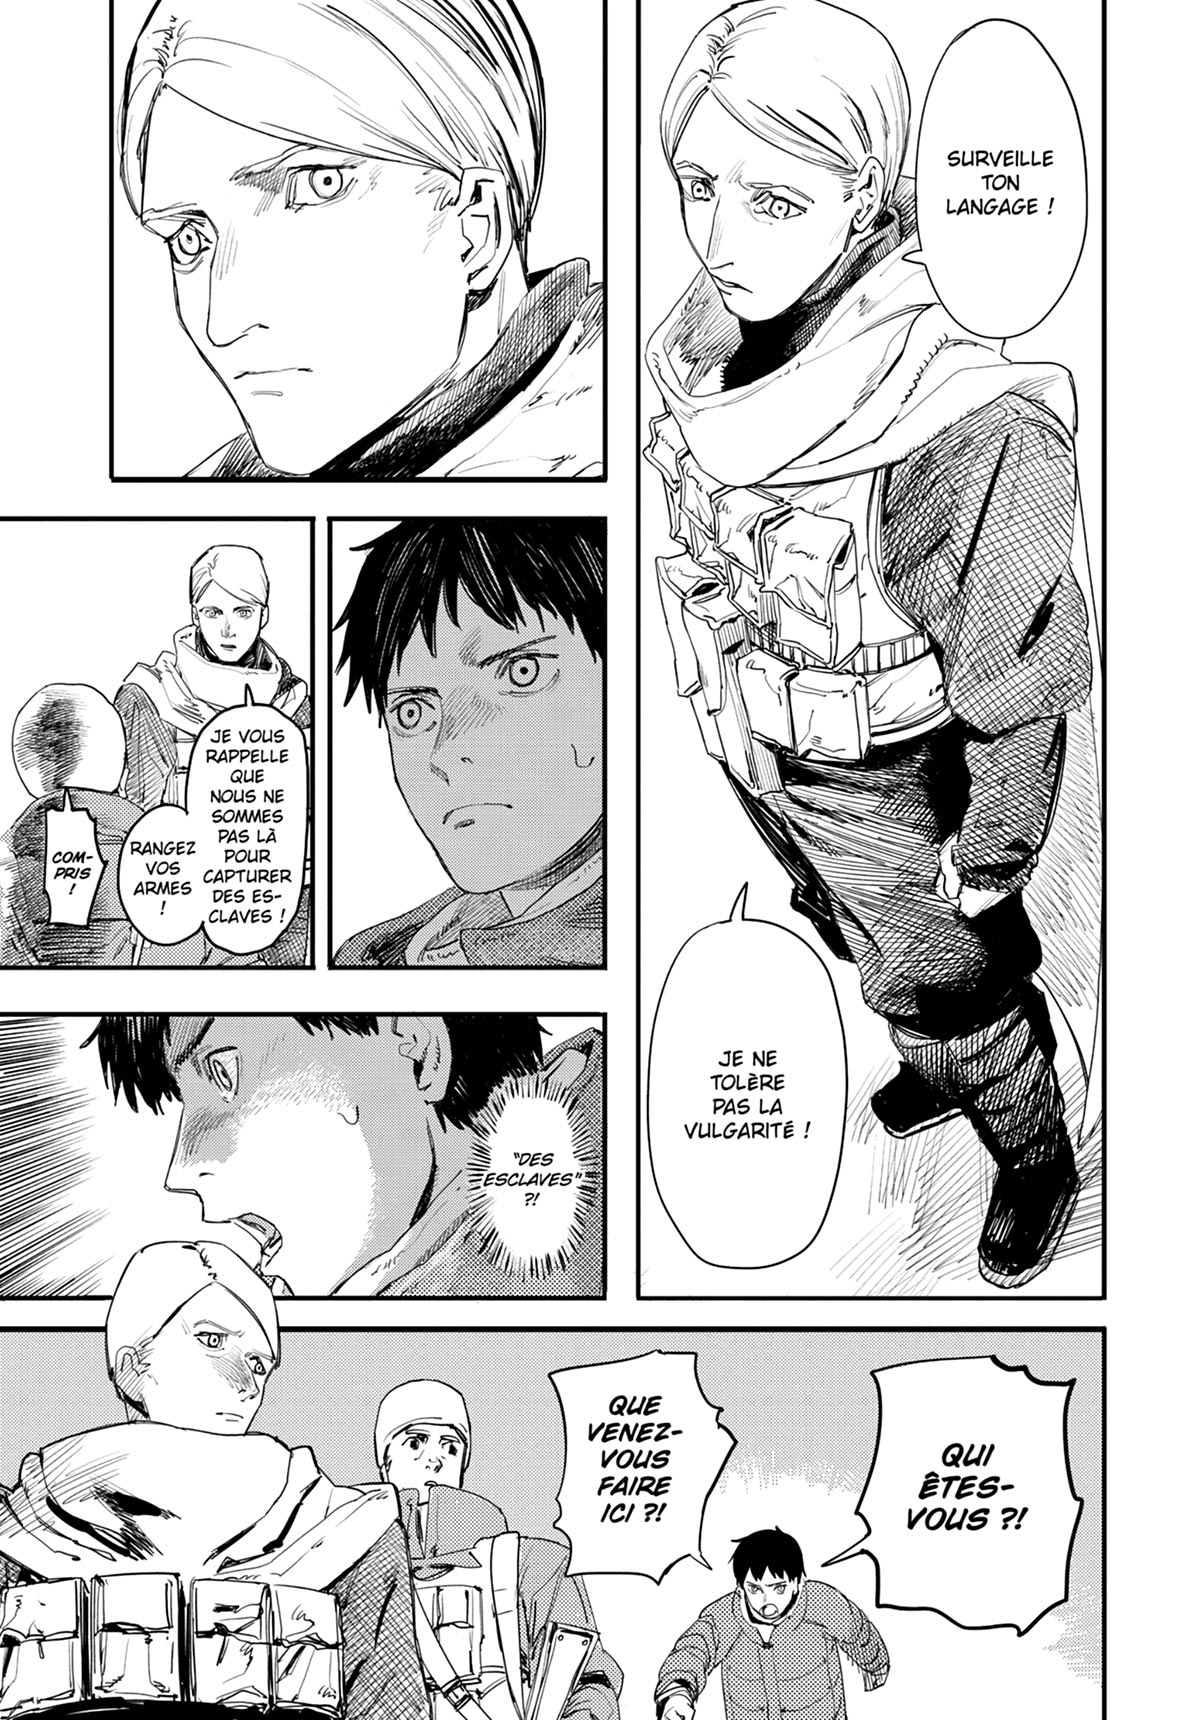 SURVEILLE
TON
LANGAGE !
JE NE
TOLÈRE
PAS LA
VULGARITÉ !
JE VOUS
RAPPELLE
QUE
NOUS NE
SOMMES
PAS LÀ
POUR
CAPTURER
DES ES-
CLAVES !
RANGEZ
VOS
ARMES !
COM-
PRIS !
"DES
ESCLAVES"
?!
QUI
ÊTES-
VOUS ?!
QUE
VENEZ-
VOUS
FAIRE
ICI ?!